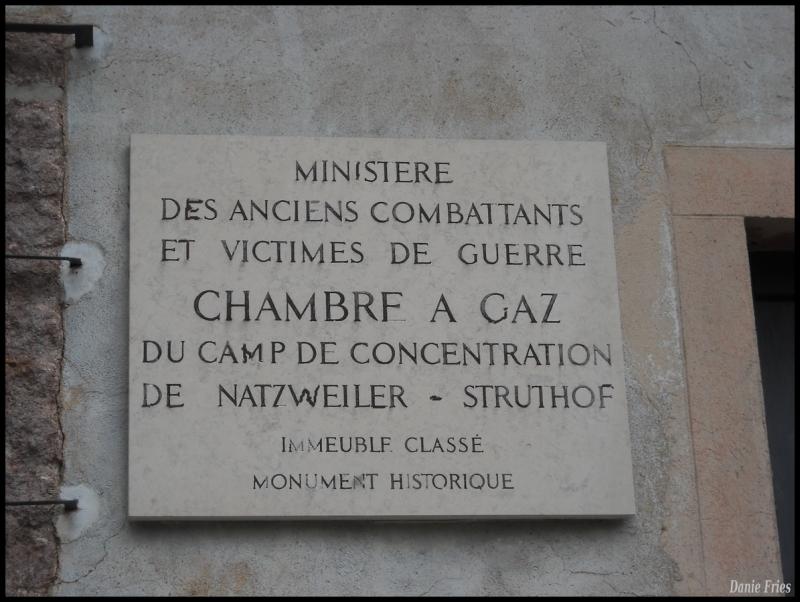 MINISTERE
DES ANCIENS COMBATTANTS
ET VICTIMES DE GUERRE
CHAMBRE A GAZ
DU CAMP DE CONCENTRATION
DE NATZWEILER - STRUTHOF
IMMEUBLE CLASSÉ
MONUMENT HISTORIQUE
Danie Fries